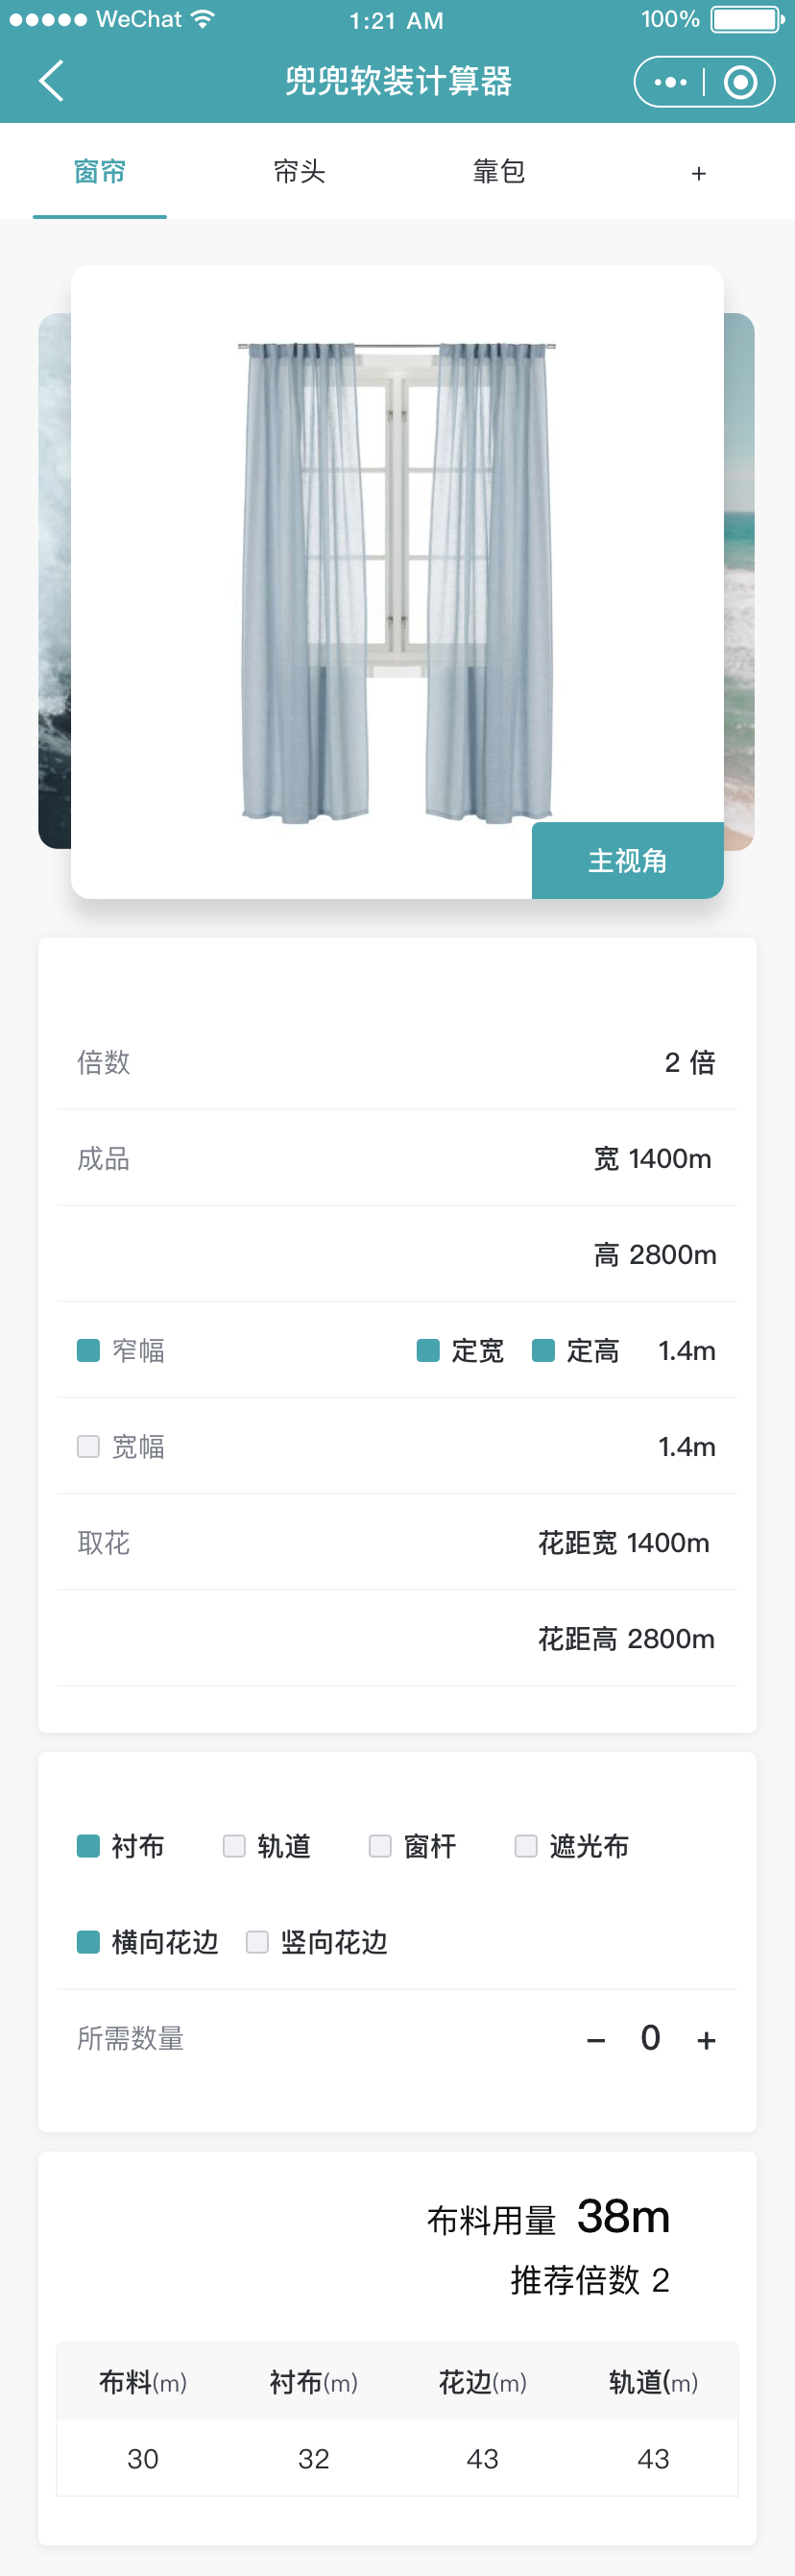 WeChat 1:21 AM 100%
兜兜软装计算器
窗帘 帘头 靠包 +
主视角
倍数 2 倍
成品 宽 1400m
高 2800m
窄幅 定宽 定高 1.4m
宽幅 1.4m
取花 花距宽 1400m
花距高 2800m
衬布 轨道 窗杆 遮光布
横向花边 竖向花边
所需数量 − 0 +
布料用量 38m
推荐倍数 2
布料(m) 衬布(m) 花边(m) 轨道(m)
30 32 43 43